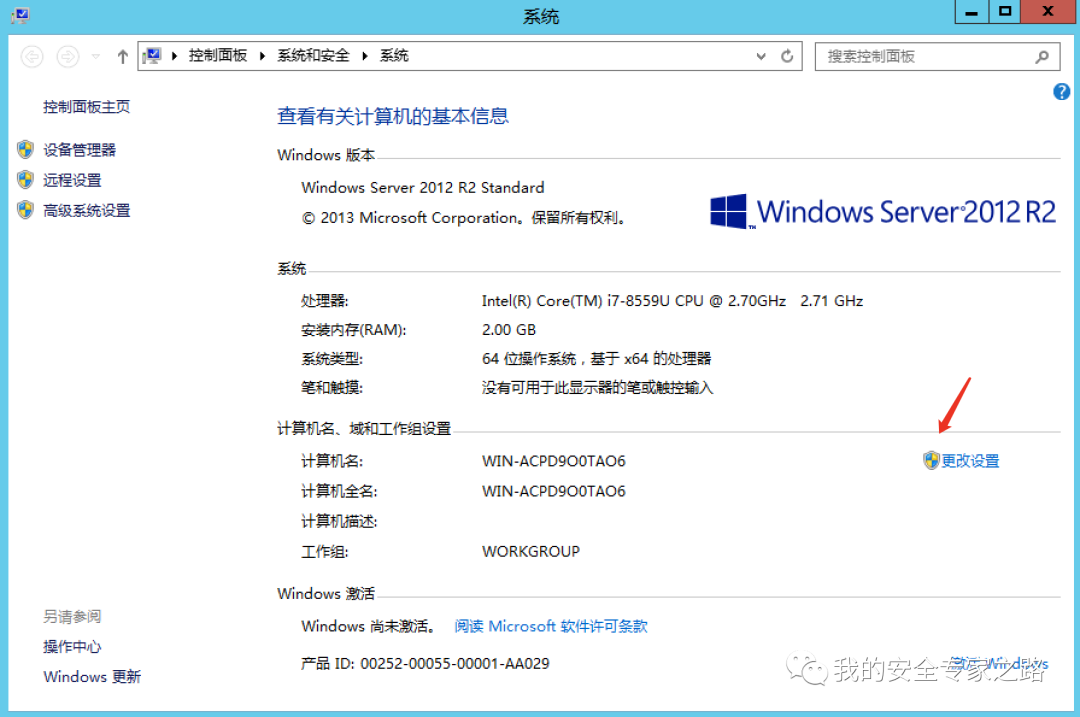 系统
控制面板 系统和安全 系统
搜索控制面板
控制面板主页
设备管理器
远程设置
高级系统设置
查看有关计算机的基本信息
Windows 版本
Windows Server 2012 R2 Standard
© 2013 Microsoft Corporation。保留所有权利。
Windows Server 2012 R2
系统
处理器: Intel(R) Core(TM) i7-8559U CPU @ 2.70GHz 2.71 GHz
安装内存(RAM): 2.00 GB
系统类型: 64 位操作系统，基于 x64 的处理器
笔和触摸: 没有可用于此显示器的笔或触控输入
计算机名、域和工作组设置
计算机名: WIN-ACPD9O0TAO6 更改设置
计算机全名: WIN-ACPD9O0TAO6
计算机描述:
工作组: WORKGROUP
Windows 激活
Windows 尚未激活。 阅读 Microsoft 软件许可条款
产品 ID: 00252-00055-00001-AA029 激活 Windows
另请参阅
操作中心
Windows 更新
我的安全专家之路